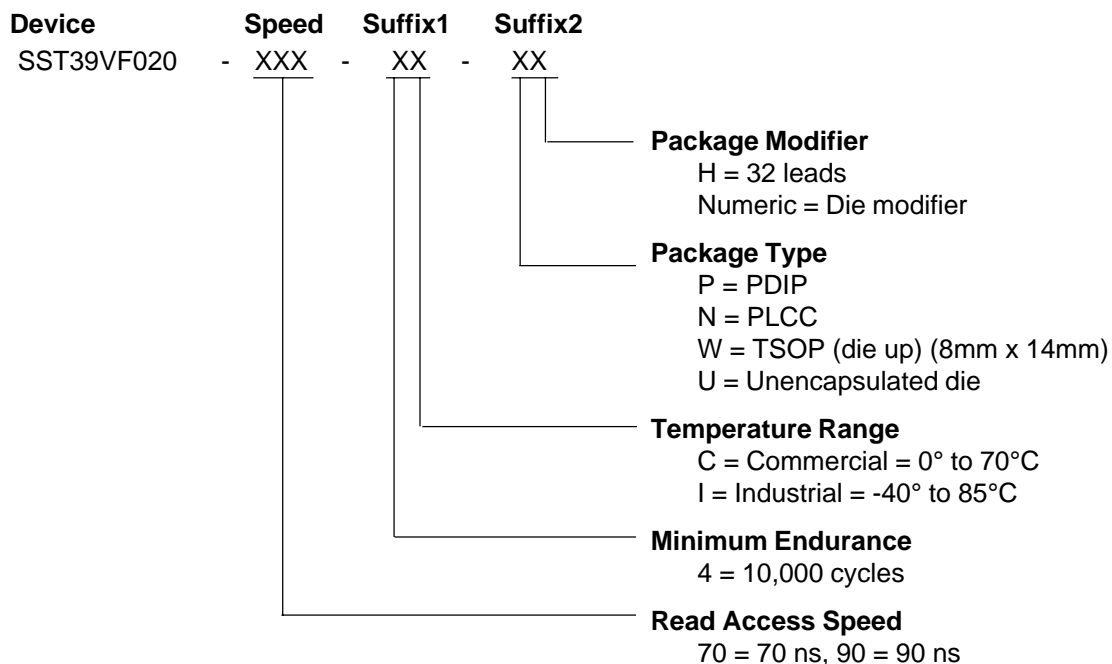 Device Speed Suffix1 Suffix2
SST39VF020 - XXX - XX - XX
Package Modifier
H = 32 leads
Numeric = Die modifier
Package Type
P = PDIP
N = PLCC
W = TSOP (die up) (8mm x 14mm)
U = Unencapsulated die
Temperature Range
C = Commercial = 0° to 70°C
I = Industrial = -40° to 85°C
Minimum Endurance
4 = 10,000 cycles
Read Access Speed
70 = 70 ns, 90 = 90 ns